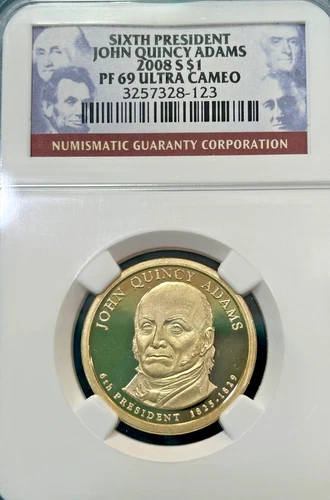 SIXTH PRESIDENT
JOHN QUINCY ADAMS
2008 S $1
PF 69 ULTRA CAMEO
3257328-123
NUMISMATIC GUARANTY CORPORATION
JOHN QUINCY ADAMS
6th PRESIDENT 1825-1829